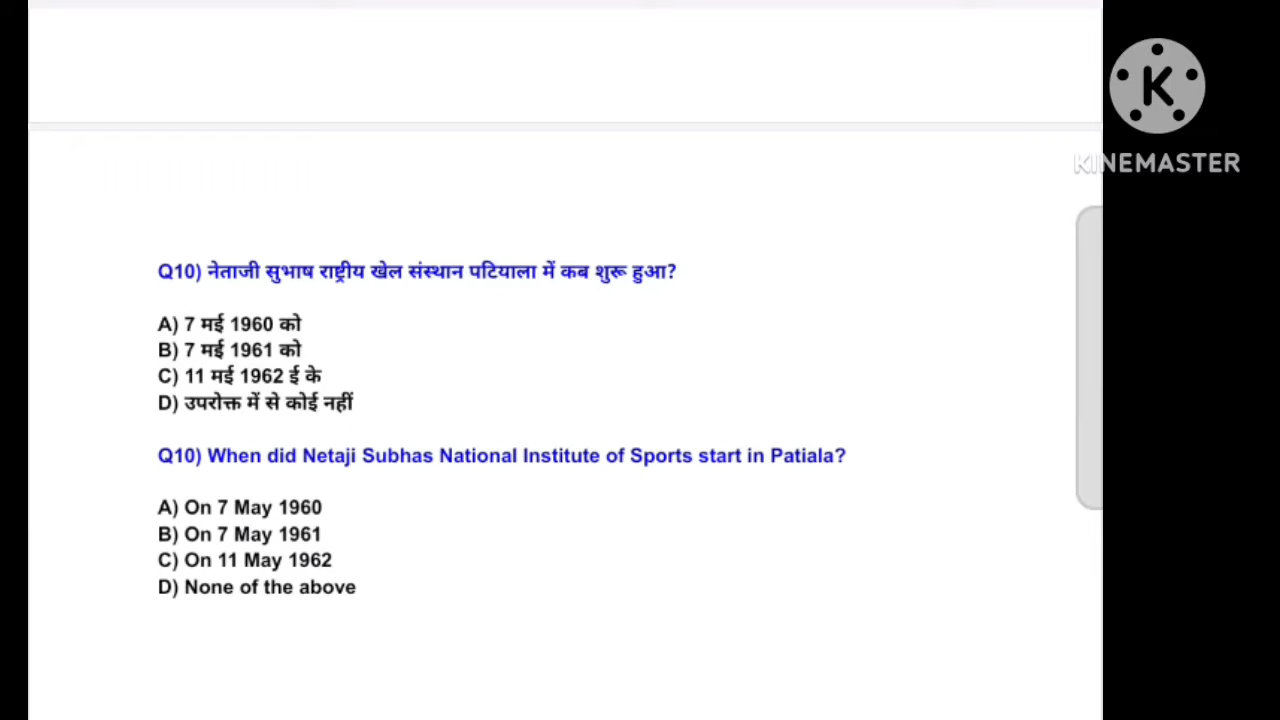 K
KINEMASTER
Q10) नेताजी सुभाष राष्ट्रीय खेल संस्थान पटियाला में कब शुरू हुआ?
A) 7 मई 1960 को
B) 7 मई 1961 को
C) 11 मई 1962 ई के
D) उपरोक्त में से कोई नहीं
Q10) When did Netaji Subhas National Institute of Sports start in Patiala?
A) On 7 May 1960
B) On 7 May 1961
C) On 11 May 1962
D) None of the above